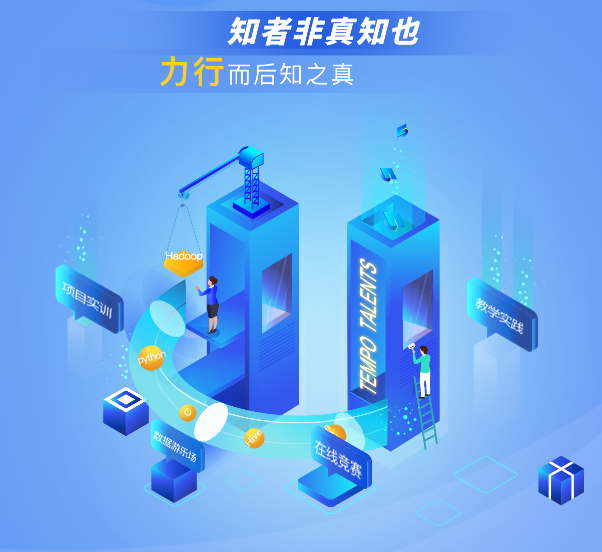 知者非真知也
力行而后知之真
Hadoop
项目实训
TEMPO TALENTS
教学实践
python
C
Hive
数据游乐场
在线竞赛